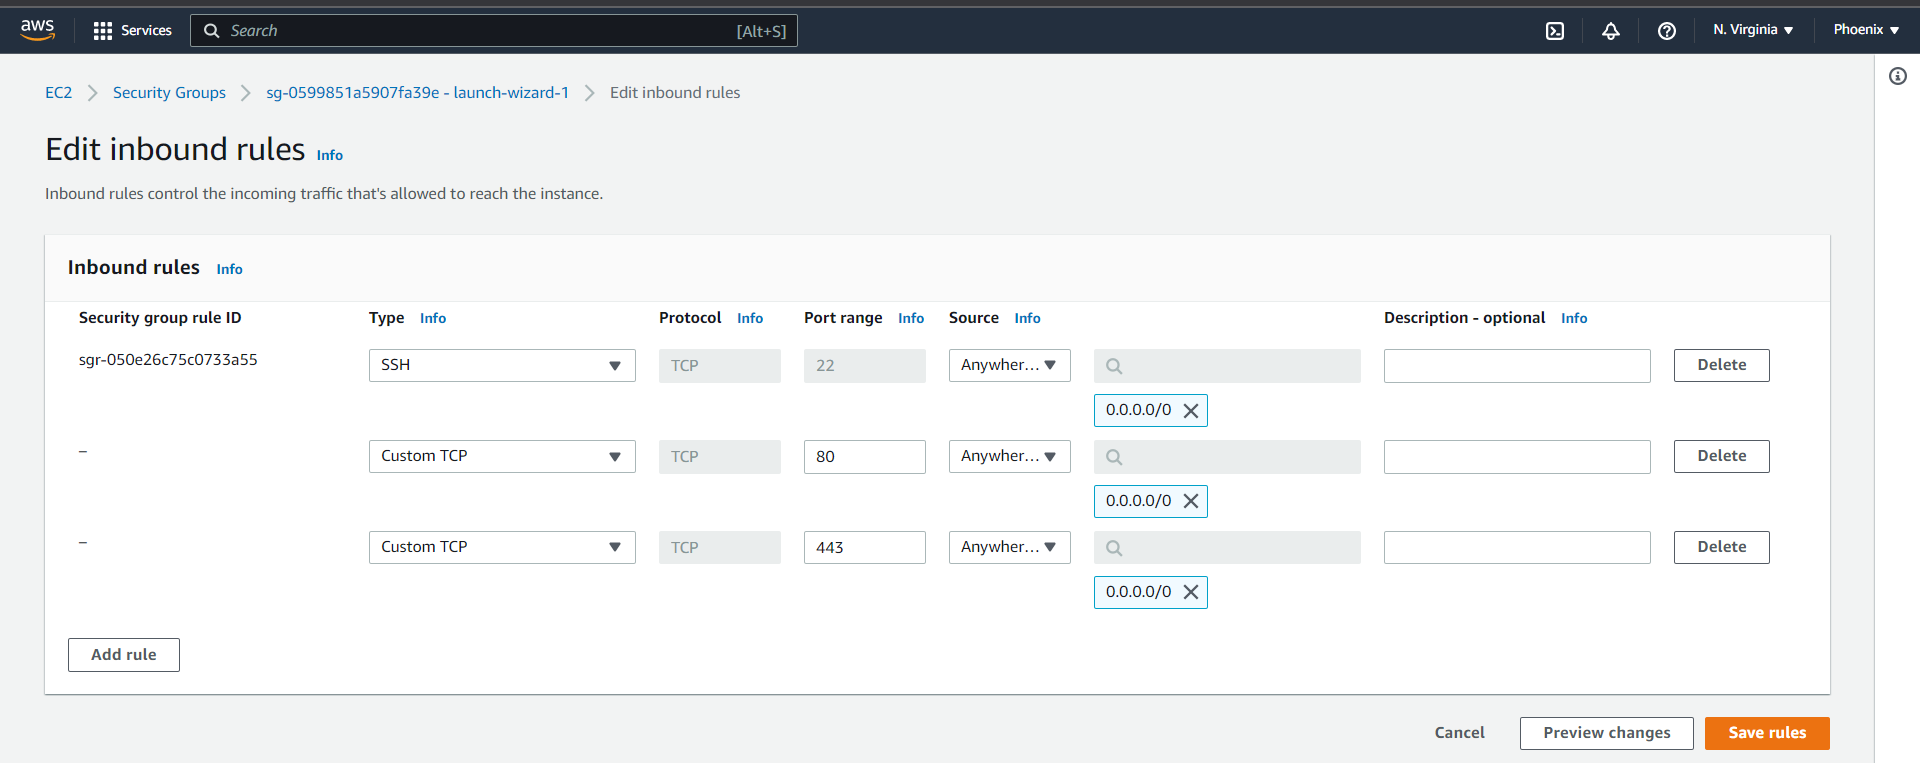 aws Services Search [Alt+S] N. Virginia Phoenix
EC2 Security Groups sg-0599851a5907fa39e - launch-wizard-1 Edit inbound rules
Edit inbound rules Info
Inbound rules control the incoming traffic that's allowed to reach the instance.
Inbound rules Info
Security group rule ID Type Info Protocol Info Port range Info Source Info Description - optional Info
sgr-050e26c75c0733a55 SSH TCP 22 Anywher... Delete
0.0.0.0/0
– Custom TCP TCP 80 Anywher... Delete
0.0.0.0/0
– Custom TCP TCP 443 Anywher... Delete
0.0.0.0/0
Add rule
Cancel Preview changes Save rules